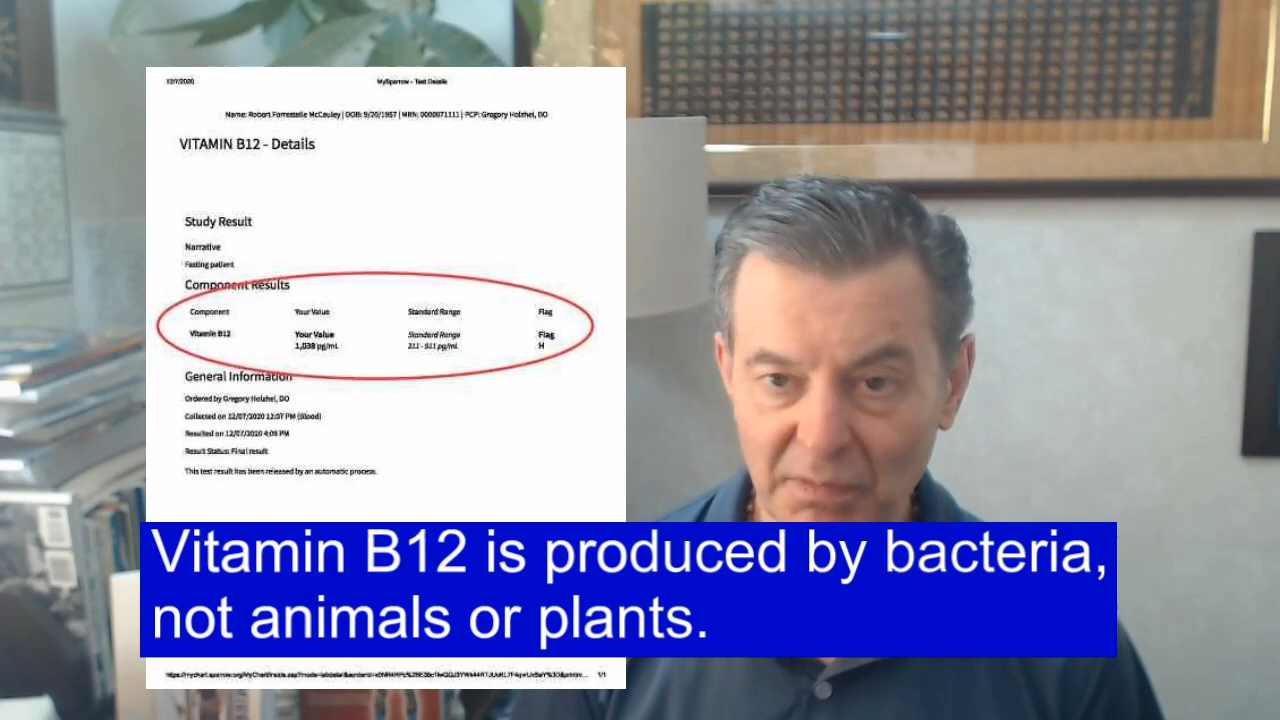 12/7/2020 MySparrow - Test Details
Name: Robert Forrestelle McCauley | DOB: 9/20/1957 | MRN: 0000071111 | PCP: Gregory Holzhei, DO
VITAMIN B12 - Details
Study Result
Narrative
Fasting patient
Component Results
Component Your Value Standard Range Flag
Vitamin B12 Your Value Standard Range Flag
1,038 pg/mL 211 - 911 pg/mL H
General Information
Ordered by Gregory Holzhei, DO
Collected on 12/07/2020 12:07 PM (Blood)
Resulted on 12/07/2020 4:06 PM
Result Status: Final result
This test result has been released by an automatic process.
Vitamin B12 is produced by bacteria,
not animals or plants.
1/1